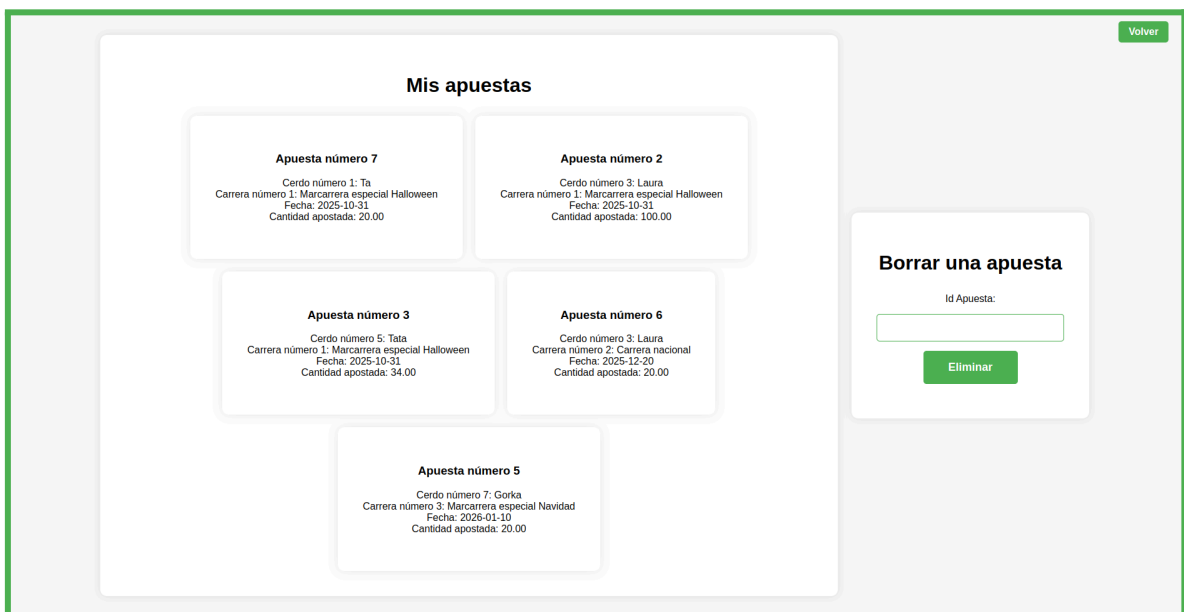 Volver
Mis apuestas
Apuesta número 7
Cerdo número 1: Ta
Carrera número 1: Marcarrera especial Halloween
Fecha: 2025-10-31
Cantidad apostada: 20.00
Apuesta número 2
Cerdo número 3: Laura
Carrera número 1: Marcarrera especial Halloween
Fecha: 2025-10-31
Cantidad apostada: 100.00
Apuesta número 3
Cerdo número 5: Tata
Carrera número 1: Marcarrera especial Halloween
Fecha: 2025-10-31
Cantidad apostada: 34.00
Apuesta número 6
Cerdo número 3: Laura
Carrera número 2: Carrera nacional
Fecha: 2025-12-20
Cantidad apostada: 20.00
Apuesta número 5
Cerdo número 7: Gorka
Carrera número 3: Marcarrera especial Navidad
Fecha: 2026-01-10
Cantidad apostada: 20.00
Borrar una apuesta
Id Apuesta:
Eliminar